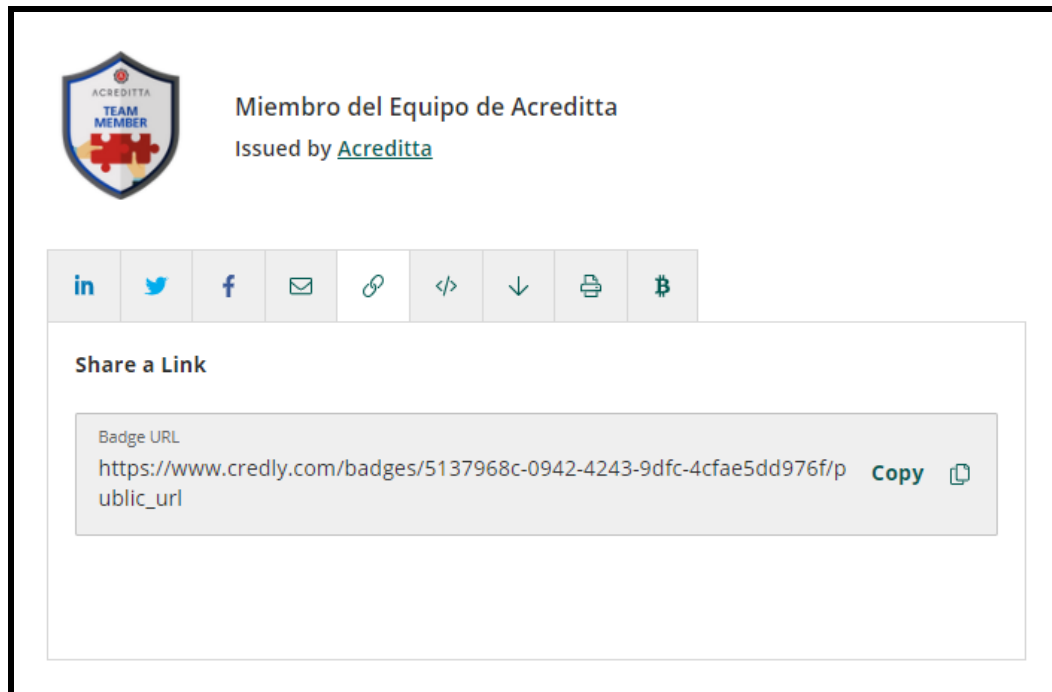 ACREDITTA
TEAM
MEMBER
Miembro del Equipo de Acreditta
Issued by Acreditta
in
f
</>
Share a Link
Badge URL
https://www.credly.com/badges/5137968c-0942-4243-9dfc-4cfae5dd976f/p
ublic_url
Copy